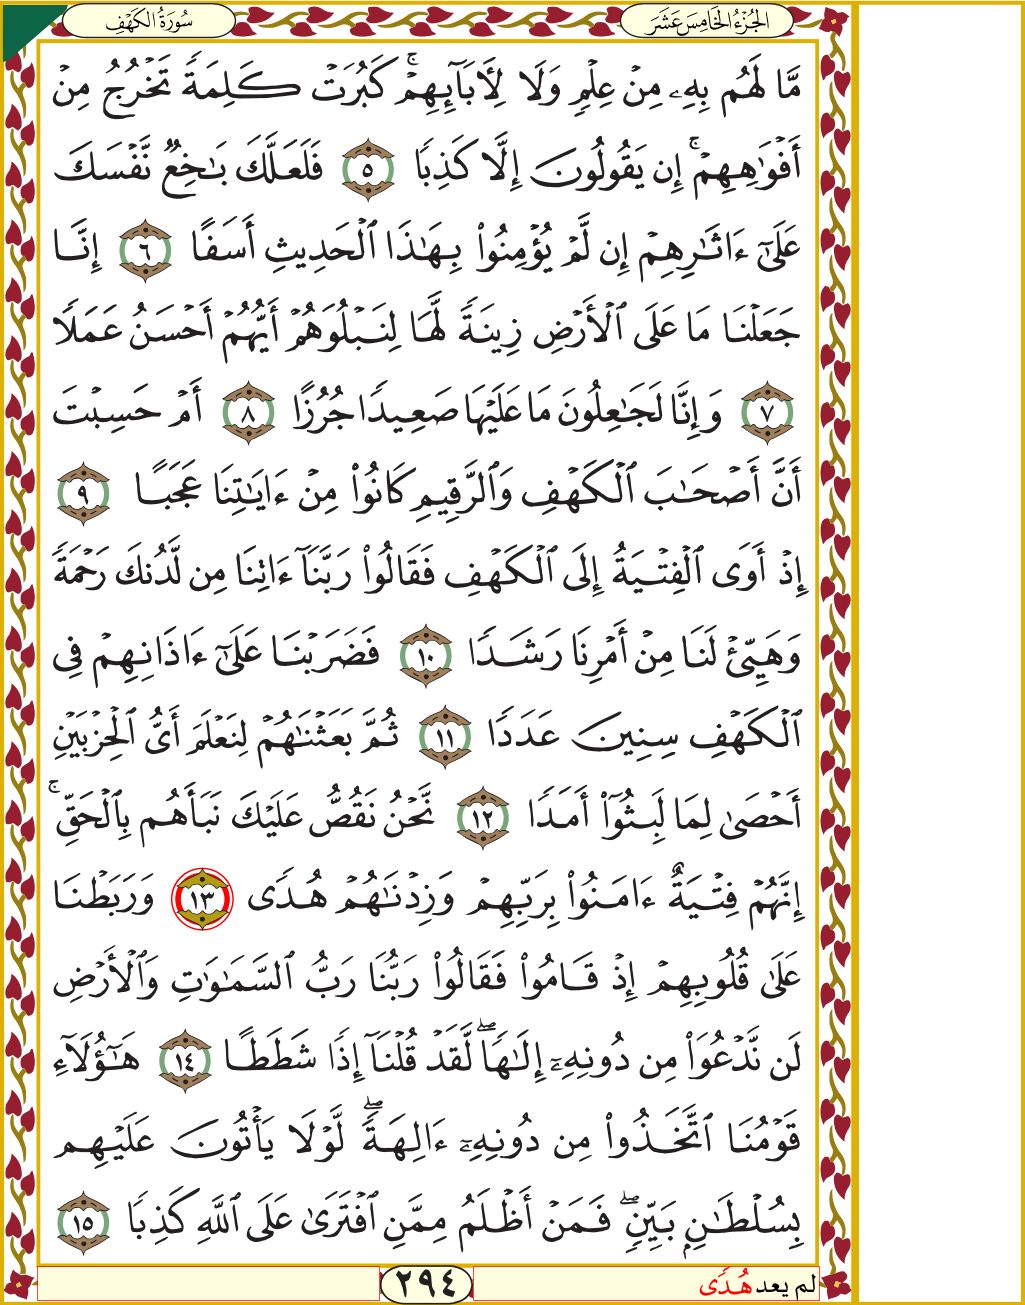 الجُزْءُ الخَامِسَ عَشَرَ
سُورَةُ الكَهْفِ
مَّا لَهُم بِهِۦ مِنْ عِلْمٍ وَلَا لِأٓبَآئِهِمْ ۚ كَبُرَتْ كَلِمَةً تَخْرُجُ مِنْ
أَفْوَٰهِهِمْ ۚ إِن يَقُولُونَ إِلَّا كَذِبًا ٥ فَلَعَلَّكَ بَٰخِعٌ نَّفْسَكَ
عَلَىٰٓ ءَاثَٰرِهِمْ إِن لَّمْ يُؤْمِنُوا۟ بِهَٰذَا ٱلْحَدِيثِ أَسَفًا ٦ إِنَّا
جَعَلْنَا مَا عَلَى ٱلْأَرْضِ زِينَةً لَّهَا لِنَبْلُوَهُمْ أَيُّهُمْ أَحْسَنُ عَمَلًا
٧ وَإِنَّا لَجَٰعِلُونَ مَا عَلَيْهَا صَعِيدًا جُرُزًا ٨ أَمْ حَسِبْتَ
أَنَّ أَصْحَٰبَ ٱلْكَهْفِ وَٱلرَّقِيمِ كَانُوا۟ مِنْ ءَايَٰتِنَا عَجَبًا ٩
إِذْ أَوَى ٱلْفِتْيَةُ إِلَى ٱلْكَهْفِ فَقَالُوا۟ رَبَّنَآ ءَاتِنَا مِن لَّدُنكَ رَحْمَةً
وَهَيِّئْ لَنَا مِنْ أَمْرِنَا رَشَدًا ١٠ فَضَرَبْنَا عَلَىٰٓ ءَاذَانِهِمْ فِى
ٱلْكَهْفِ سِنِينَ عَدَدًا ١١ ثُمَّ بَعَثْنَٰهُمْ لِنَعْلَمَ أَىُّ ٱلْحِزْبَيْنِ
أَحْصَىٰ لِمَا لَبِثُوٓا۟ أَمَدًا ١٢ نَّحْنُ نَقُصُّ عَلَيْكَ نَبَأَهُم بِٱلْحَقِّ ۚ
إِنَّهُمْ فِتْيَةٌ ءَامَنُوا۟ بِرَبِّهِمْ وَزِدْنَٰهُمْ هُدًى ١٣ وَرَبَطْنَا
عَلَىٰ قُلُوبِهِمْ إِذْ قَامُوا۟ فَقَالُوا۟ رَبُّنَا رَبُّ ٱلسَّمَٰوَٰتِ وَٱلْأَرْضِ
لَن نَّدْعُوَا۟ مِن دُونِهِۦٓ إِلَٰهًا ۖ لَّقَدْ قُلْنَآ إِذًا شَطَطًا ١٤ هَٰٓؤُلَآءِ
قَوْمُنَا ٱتَّخَذُوا۟ مِن دُونِهِۦٓ ءَالِهَةً ۖ لَّوْلَا يَأْتُونَ عَلَيْهِم
بِسُلْطَٰنٍۭ بَيِّنٍ ۖ فَمَنْ أَظْلَمُ مِمَّنِ ٱفْتَرَىٰ عَلَى ٱللَّهِ كَذِبًا ١٥
لم يعد هُدًى
٢٩٤